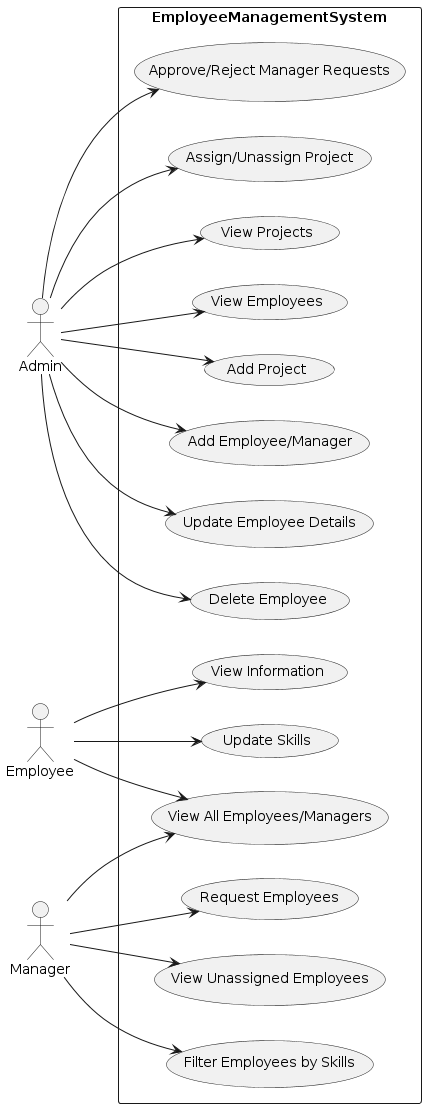 EmployeeManagementSystem
Approve/Reject Manager Requests
Assign/Unassign Project
View Projects
View Employees
Admin
Add Project
Add Employee/Manager
Update Employee Details
Delete Employee
View Information
Update Skills
Employee
View All Employees/Managers
Request Employees
Manager
View Unassigned Employees
Filter Employees by Skills